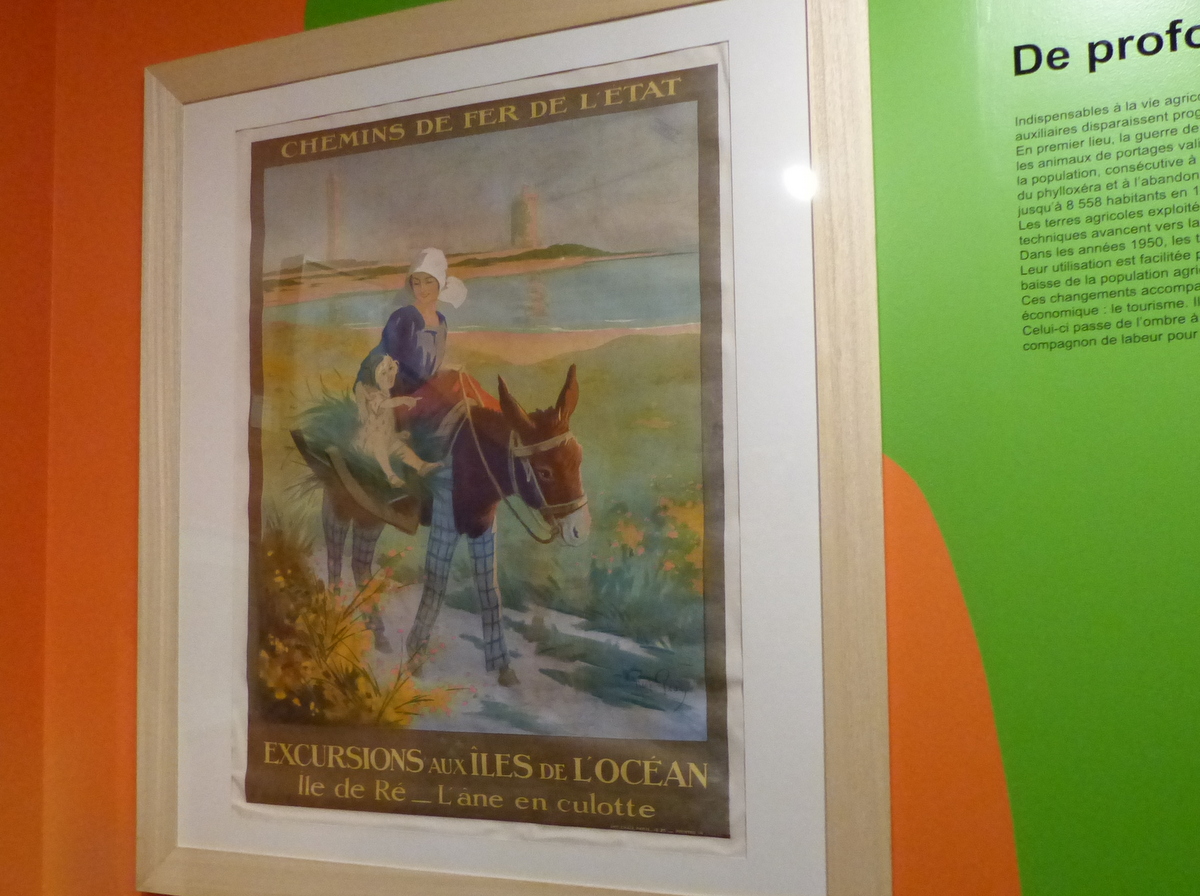 CHEMINS DE FER DE L'ETAT
EXCURSIONS AUX ÎLES DE L'OCÉAN
Ile de Ré _ L'âne en culotte
De profo
Indispensables à la vie agric
auxiliaires disparaissent prog
En premier lieu, la guerre de
les animaux de portages vali
la population, consécutive à
du phylloxéra et à l'abandon
jusqu'à 8 558 habitants en 1
Les terres agricoles exploité
techniques avancent vers la
Dans les années 1950, les t
Leur utilisation est facilitée p
baisse de la population agri
Ces changements accompa
économique : le tourisme. Il
Celui-ci passe de l'ombre à
compagnon de labeur pour